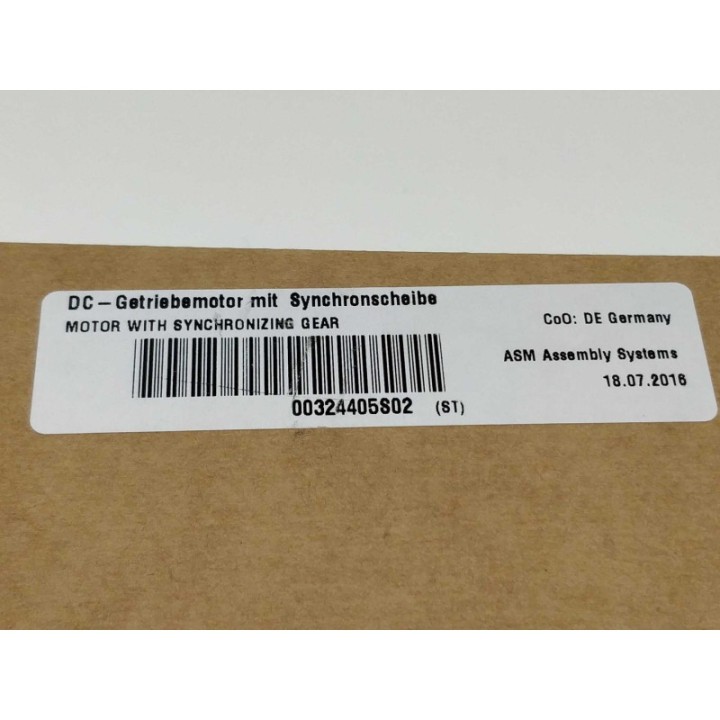 DC-Getriebemotor mit Synchronscheibe
MOTOR WITH SYNCHRONIZING GEAR
CoO: DE Germany
ASM Assembly Systems
18.07.2016
00324405S02 (ST)